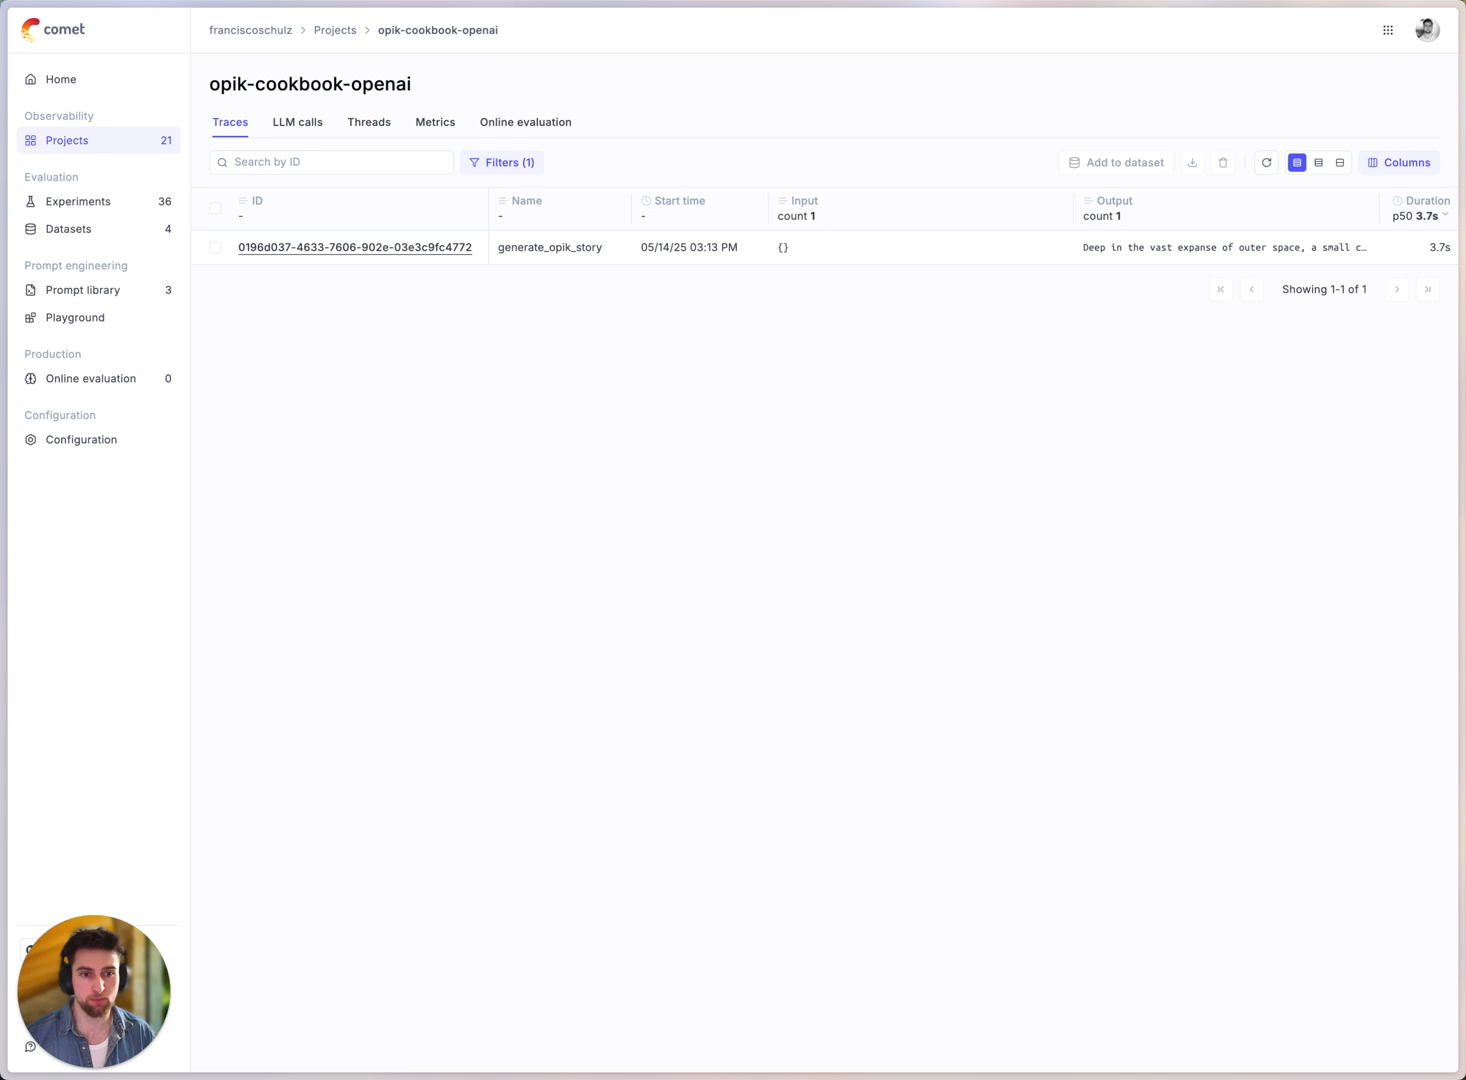 comet
franciscoschulz > Projects > opik-cookbook-openai
Home
Observability
Projects 21
Evaluation
Experiments 36
Datasets 4
Prompt engineering
Prompt library 3
Playground
Production
Online evaluation 0
Configuration
Configuration
opik-cookbook-openai
Traces LLM calls Threads Metrics Online evaluation
Search by ID Filters (1) Add to dataset Columns
ID Name Start time Input Output Duration
- - - count 1 count 1 p50 3.7s
0196d037-4633-7606-902e-03e3c9fc4772 generate_opik_story 05/14/25 03:13 PM {} Deep in the vast expanse of outer space, a small c… 3.7s
Showing 1-1 of 1